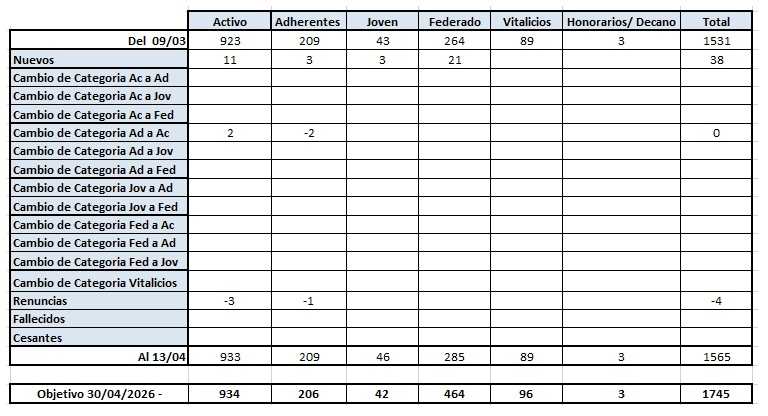 Activo Adherentes Joven Federado Vitalicios Honorarios/ Decano Total
Del 09/03 923 209 43 264 89 3 1531
Nuevos 11 3 3 21 38
Cambio de Categoria Ac a Ad
Cambio de Categoria Ac a Jov
Cambio de Categoria Ac a Fed
Cambio de Categoria Ad a Ac 2 -2 0
Cambio de Categoria Ad a Jov
Cambio de Categoria Ad a Fed
Cambio de Categoria Jov a Ad
Cambio de Categoria Jov a Fed
Cambio de Categoria Fed a Ac
Cambio de Categoria Fed a Ad
Cambio de Categoria Fed a Jov
Cambio de Categoria Vitalicios
Renuncias -3 -1 -4
Fallecidos
Cesantes
Al 13/04 933 209 46 285 89 3 1565
Objetivo 30/04/2026 - 934 206 42 464 96 3 1745